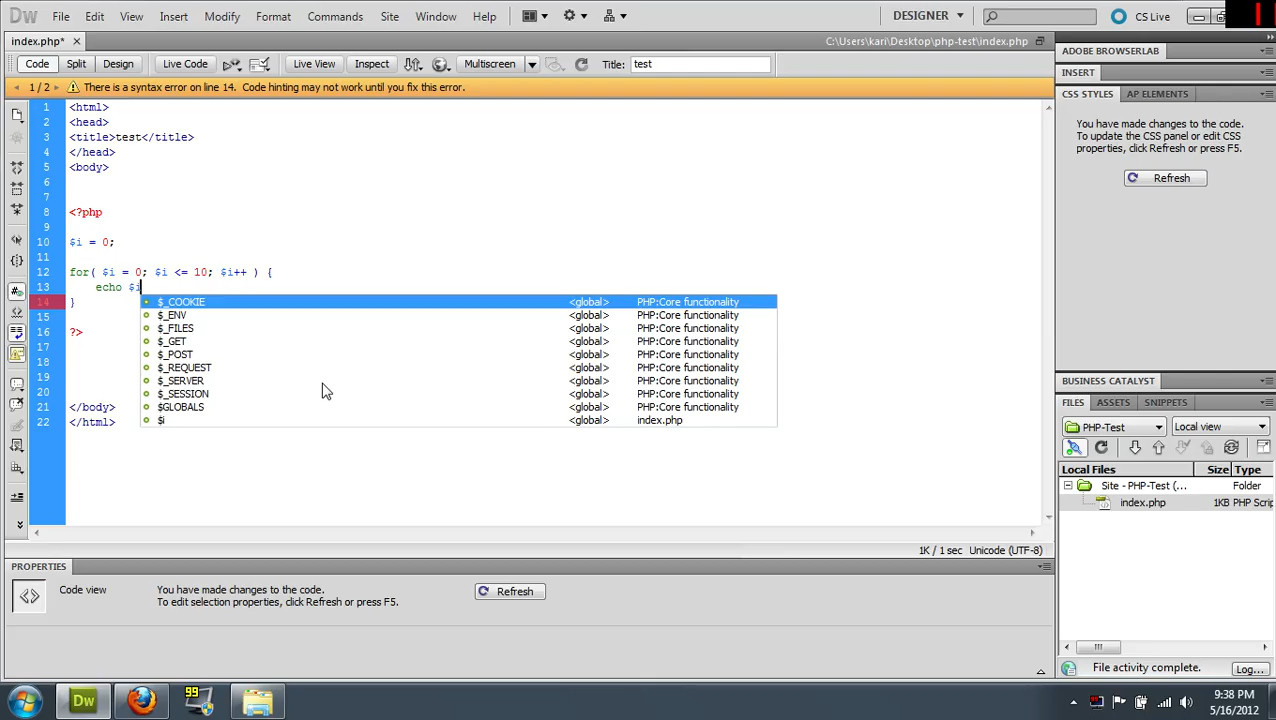 Dw File Edit View Insert Modify Format Commands Site Window Help DESIGNER CS Live
index.php* C:\Users\kari\Desktop\php-test\index.php
Code Split Design Live Code Live View Inspect Multiscreen Title: test
1 / 2 There is a syntax error on line 14. Code hinting may not work until you fix this error.
1 <html>
2 <head>
3 <title>test</title>
4 </head>
5 <body>
6
7
8 <?php
9
10 $i = 0;
11
12 for( $i = 0; $i <= 10; $i++ ) {
13 echo $i
14 }
15
16 ?>
17
18
19
20
21 </body>
22 </html>
$_COOKIE <global> PHP:Core functionality
$_ENV <global> PHP:Core functionality
$_FILES <global> PHP:Core functionality
$_GET <global> PHP:Core functionality
$_POST <global> PHP:Core functionality
$_REQUEST <global> PHP:Core functionality
$_SERVER <global> PHP:Core functionality
$_SESSION <global> PHP:Core functionality
$GLOBALS <global> PHP:Core functionality
$i <global> index.php
1K / 1 sec Unicode (UTF-8)
PROPERTIES
Code view You have made changes to the code.
To edit selection properties, click Refresh or press F5.
Refresh
ADOBE BROWSERLAB
INSERT
CSS STYLES AP ELEMENTS
You have made changes to the code.
To update the CSS panel or edit CSS
properties, click Refresh or press F5.
Refresh
BUSINESS CATALYST
FILES ASSETS SNIPPETS
PHP-Test Local view
Local Files Size Type
Site - PHP-Test (... Folder
index.php 1KB PHP Scrip
File activity complete. Log...
Dw 99
9:38 PM
5/16/2012